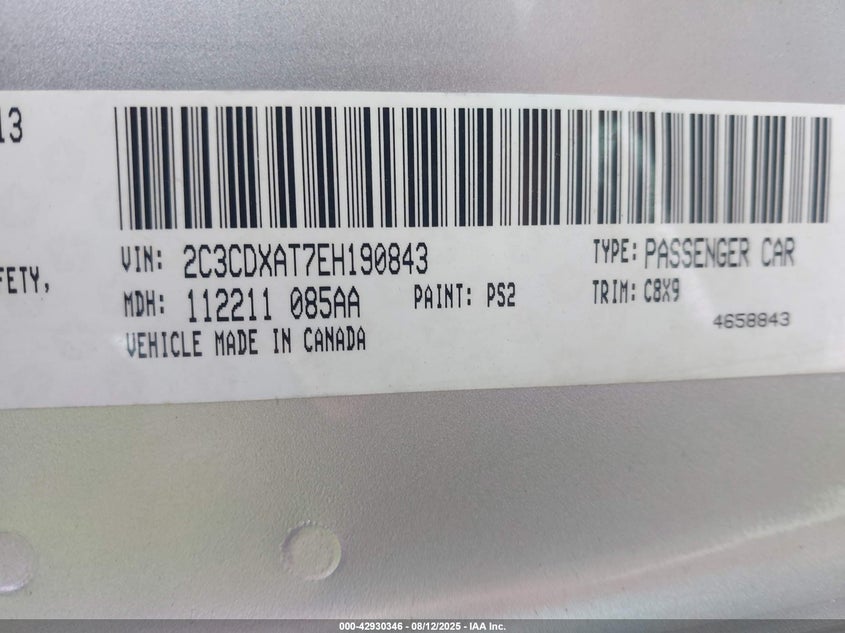 13
FETY,
VIN: 2C3CDXAT7EH190843
TYPE: PASSENGER CAR
MDH: 112211 085AA
PAINT: PS2
TRIM: C8X9
VEHICLE MADE IN CANADA
4658843
000-42930346 - 08/12/2025 - IAA Inc.